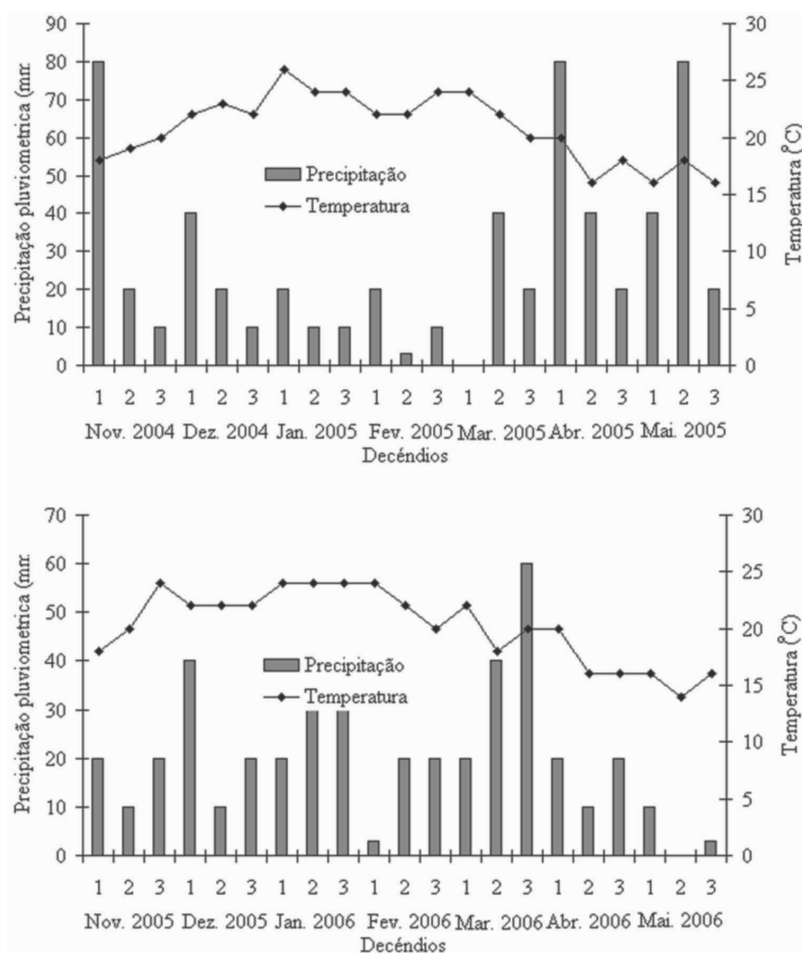 90
80
70
60
50
40
30
20
10
0
Precipitação pluviometrica (mm
30
25
20
15
10
5
0
Temperatura (°C)
Precipitação
Temperatura
1 2 3 1 2 3 1 2 3 1 2 3 1 2 3 1 2 3 1 2 3
Nov. 2004 Dez. 2004 Jan. 2005 Fev. 2005 Mar. 2005 Abr. 2005 Mai. 2005
Decéndios
70
60
50
40
30
20
10
0
Precipitação pluviometrica (mm
30
25
20
15
10
5
0
Temperatura (°C)
Precipitação
Temperatura
1 2 3 1 2 3 1 2 3 1 2 3 1 2 3 1 2 3 1 2 3
Nov. 2005 Dez. 2005 Jan. 2006 Fev. 2006 Mar. 2006 Abr. 2006 Mai. 2006
Decéndios